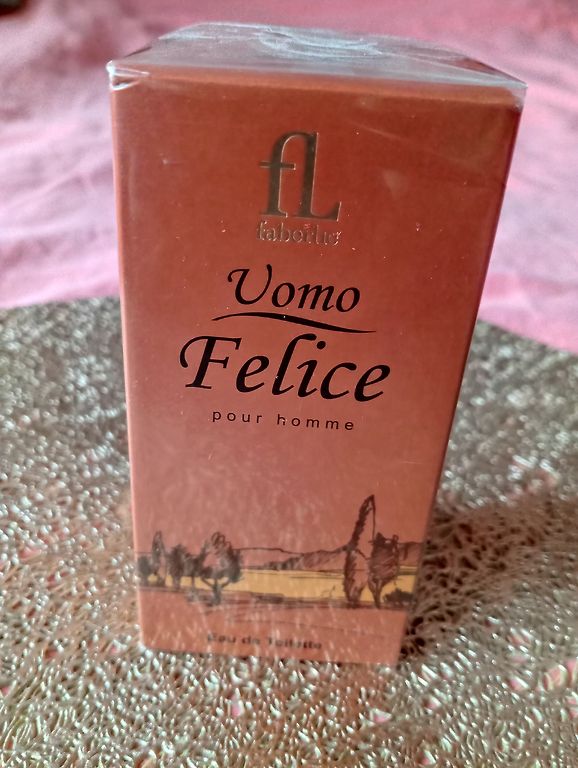 fL
faberlic
Uomo
Felice
pour homme
Eau de Toilette